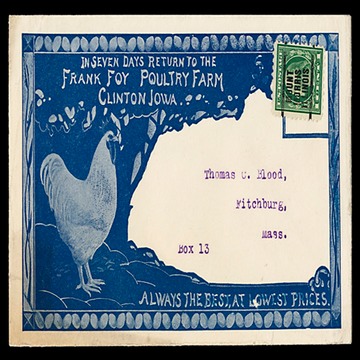 IN SEVEN DAYS RETURN TO THE
FRANK FOY POULTRY FARM
CLINTON, IOWA.
Thomas C. Blood,
Fitchburg,
Mass.
Box 13
ALWAYS THE BEST, AT LOWEST PRICES.